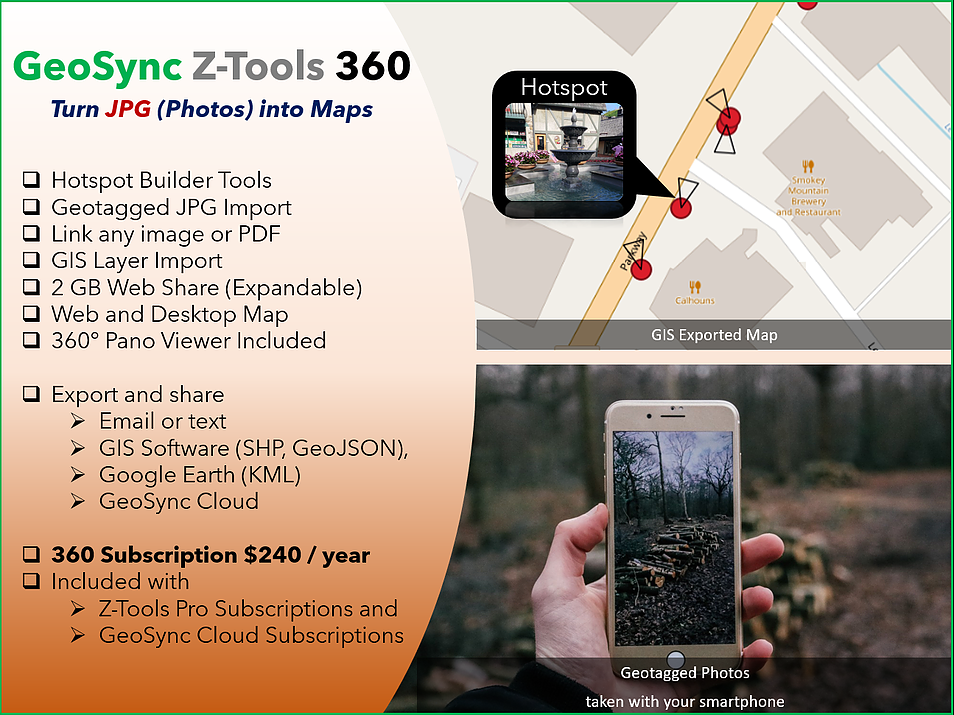 GeoSync Z-Tools 360
Turn JPG (Photos) into Maps
Hotspot Builder Tools
Geotagged JPG Import
Link any image or PDF
GIS Layer Import
2 GB Web Share (Expandable)
Web and Desktop Map
360° Pano Viewer Included
Export and share
Email or text
GIS Software (SHP, GeoJSON),
Google Earth (KML)
GeoSync Cloud
360 Subscription $240 / year
Included with
Z-Tools Pro Subscriptions and
GeoSync Cloud Subscriptions
Hotspot
Smokey
Mountain
Brewery
and Restaurant
Parkway
Calhouns
GIS Exported Map
Geotagged Photos
taken with your smartphone